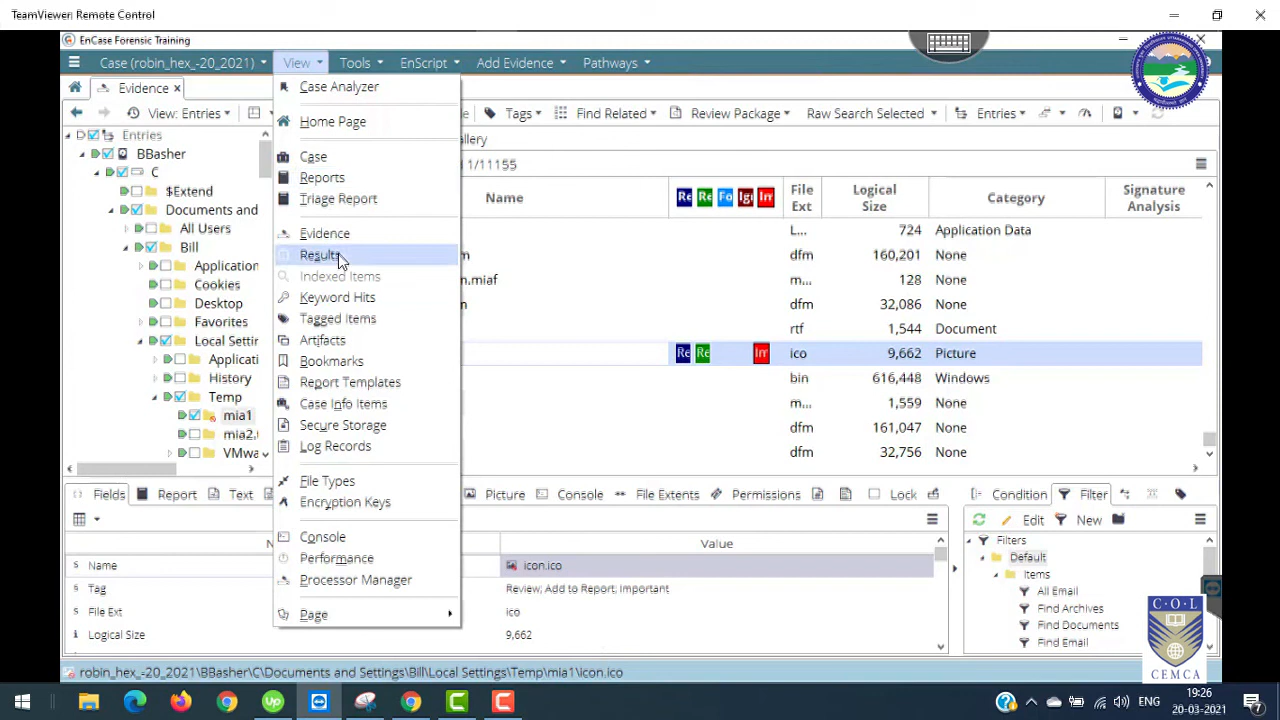 TeamViewer Remote Control
EnCase Forensic Training
Case (robin_hex_-20_2021) View Tools EnScript Add Evidence Pathways
Evidence
View: Entries
Tags Find Related Review Package Raw Search Selected Entries
Case Analyzer
Home Page
Case
Reports
Triage Report
Evidence
Results
Indexed Items
Keyword Hits
Tagged Items
Artifacts
Bookmarks
Report Templates
Case Info Items
Secure Storage
Log Records
File Types
Encryption Keys
Console
Performance
Processor Manager
Page
Entries
BBasher
C
$Extend
Documents and
All Users
Bill
Application
Cookies
Desktop
Favorites
Local Setting
Applicati
History
Temp
mia1
mia2.
VMwa
llery
1/11155
Name File Ext Logical Size Category Signature Analysis
L... 724 Application Data
m dfm 160,201 None
n.miaf m... 128 None
n dfm 32,086 None
rtf 1,544 Document
ico 9,662 Picture
bin 616,448 Windows
m... 1,559 None
dfm 161,047 None
dfm 32,756 None
Fields Report Text Picture Console File Extents Permissions Lock
Condition Filter
Edit New
N Value
Name icon.ico
Tag Review; Add to Report; Important
File Ext ico
Logical Size 9,662
Filters
Default
Items
All Email
Find Archives
Find Documents
Find Email
C·O·L
CEMCA
robin_hex_-20_2021\BBasher\C\Documents and Settings\Bill\Local Settings\Temp\mia1\icon.ico
ENG
19:26
20-03-2021
7